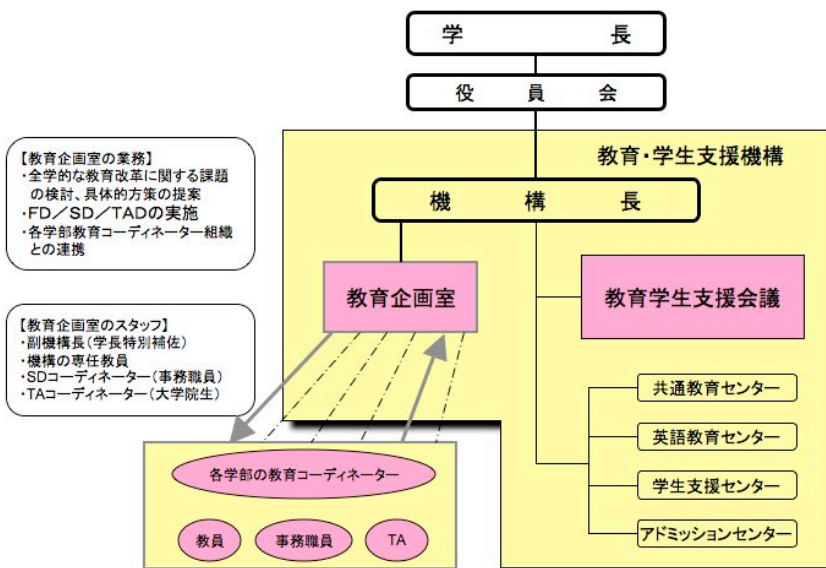 学長
役員会
教育・学生支援機構
機構長
【教育企画室の業務】
・全学的な教育改革に関する課題
の検討、具体的方策の提案
・FD／SD／TADの実施
・各学部教育コーディネーター組織
との連携
教育企画室
教育学生支援会議
【教育企画室のスタッフ】
・副機構長（学長特別補佐）
・機構の専任教員
・SDコーディネーター（事務職員）
・TAコーディネーター（大学院生）
共通教育センター
英語教育センター
学生支援センター
アドミッションセンター
各学部の教育コーディネーター
教員
事務職員
TA